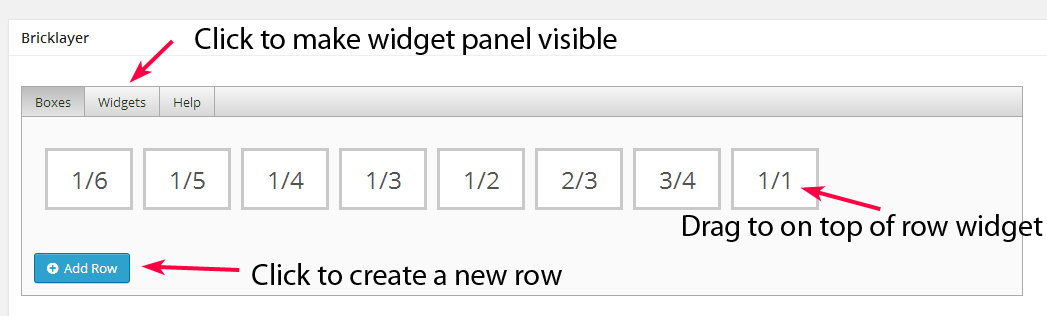 Bricklayer
Click to make widget panel visible
Boxes Widgets Help
1/6 1/5 1/4 1/3 1/2 2/3 3/4 1/1
Drag to on top of row widget
Add Row
Click to create a new row